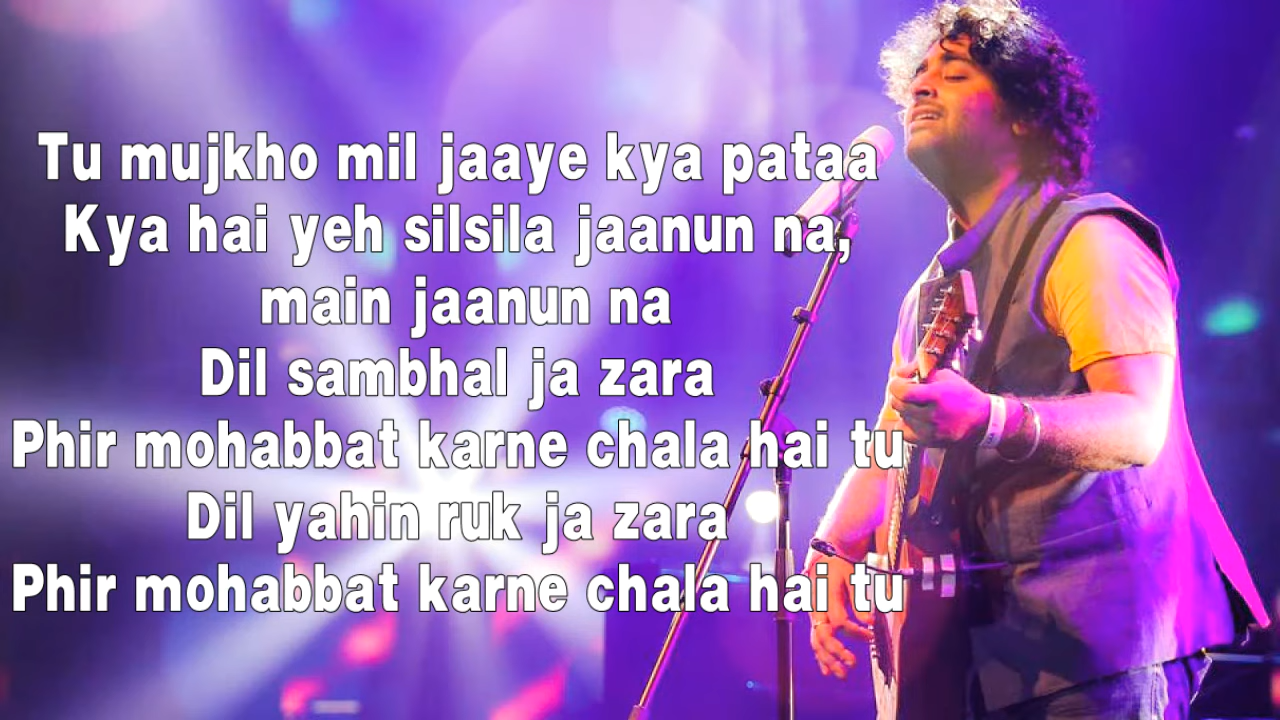 Tu mujkho mil jaaye kya pataa
Kya hai yeh silsila jaanun na,
main jaanun na
Dil sambhal ja zara
Phir mohabbat karne chala hai tu
Dil yahin ruk ja zara
Phir mohabbat karne chala hai tu